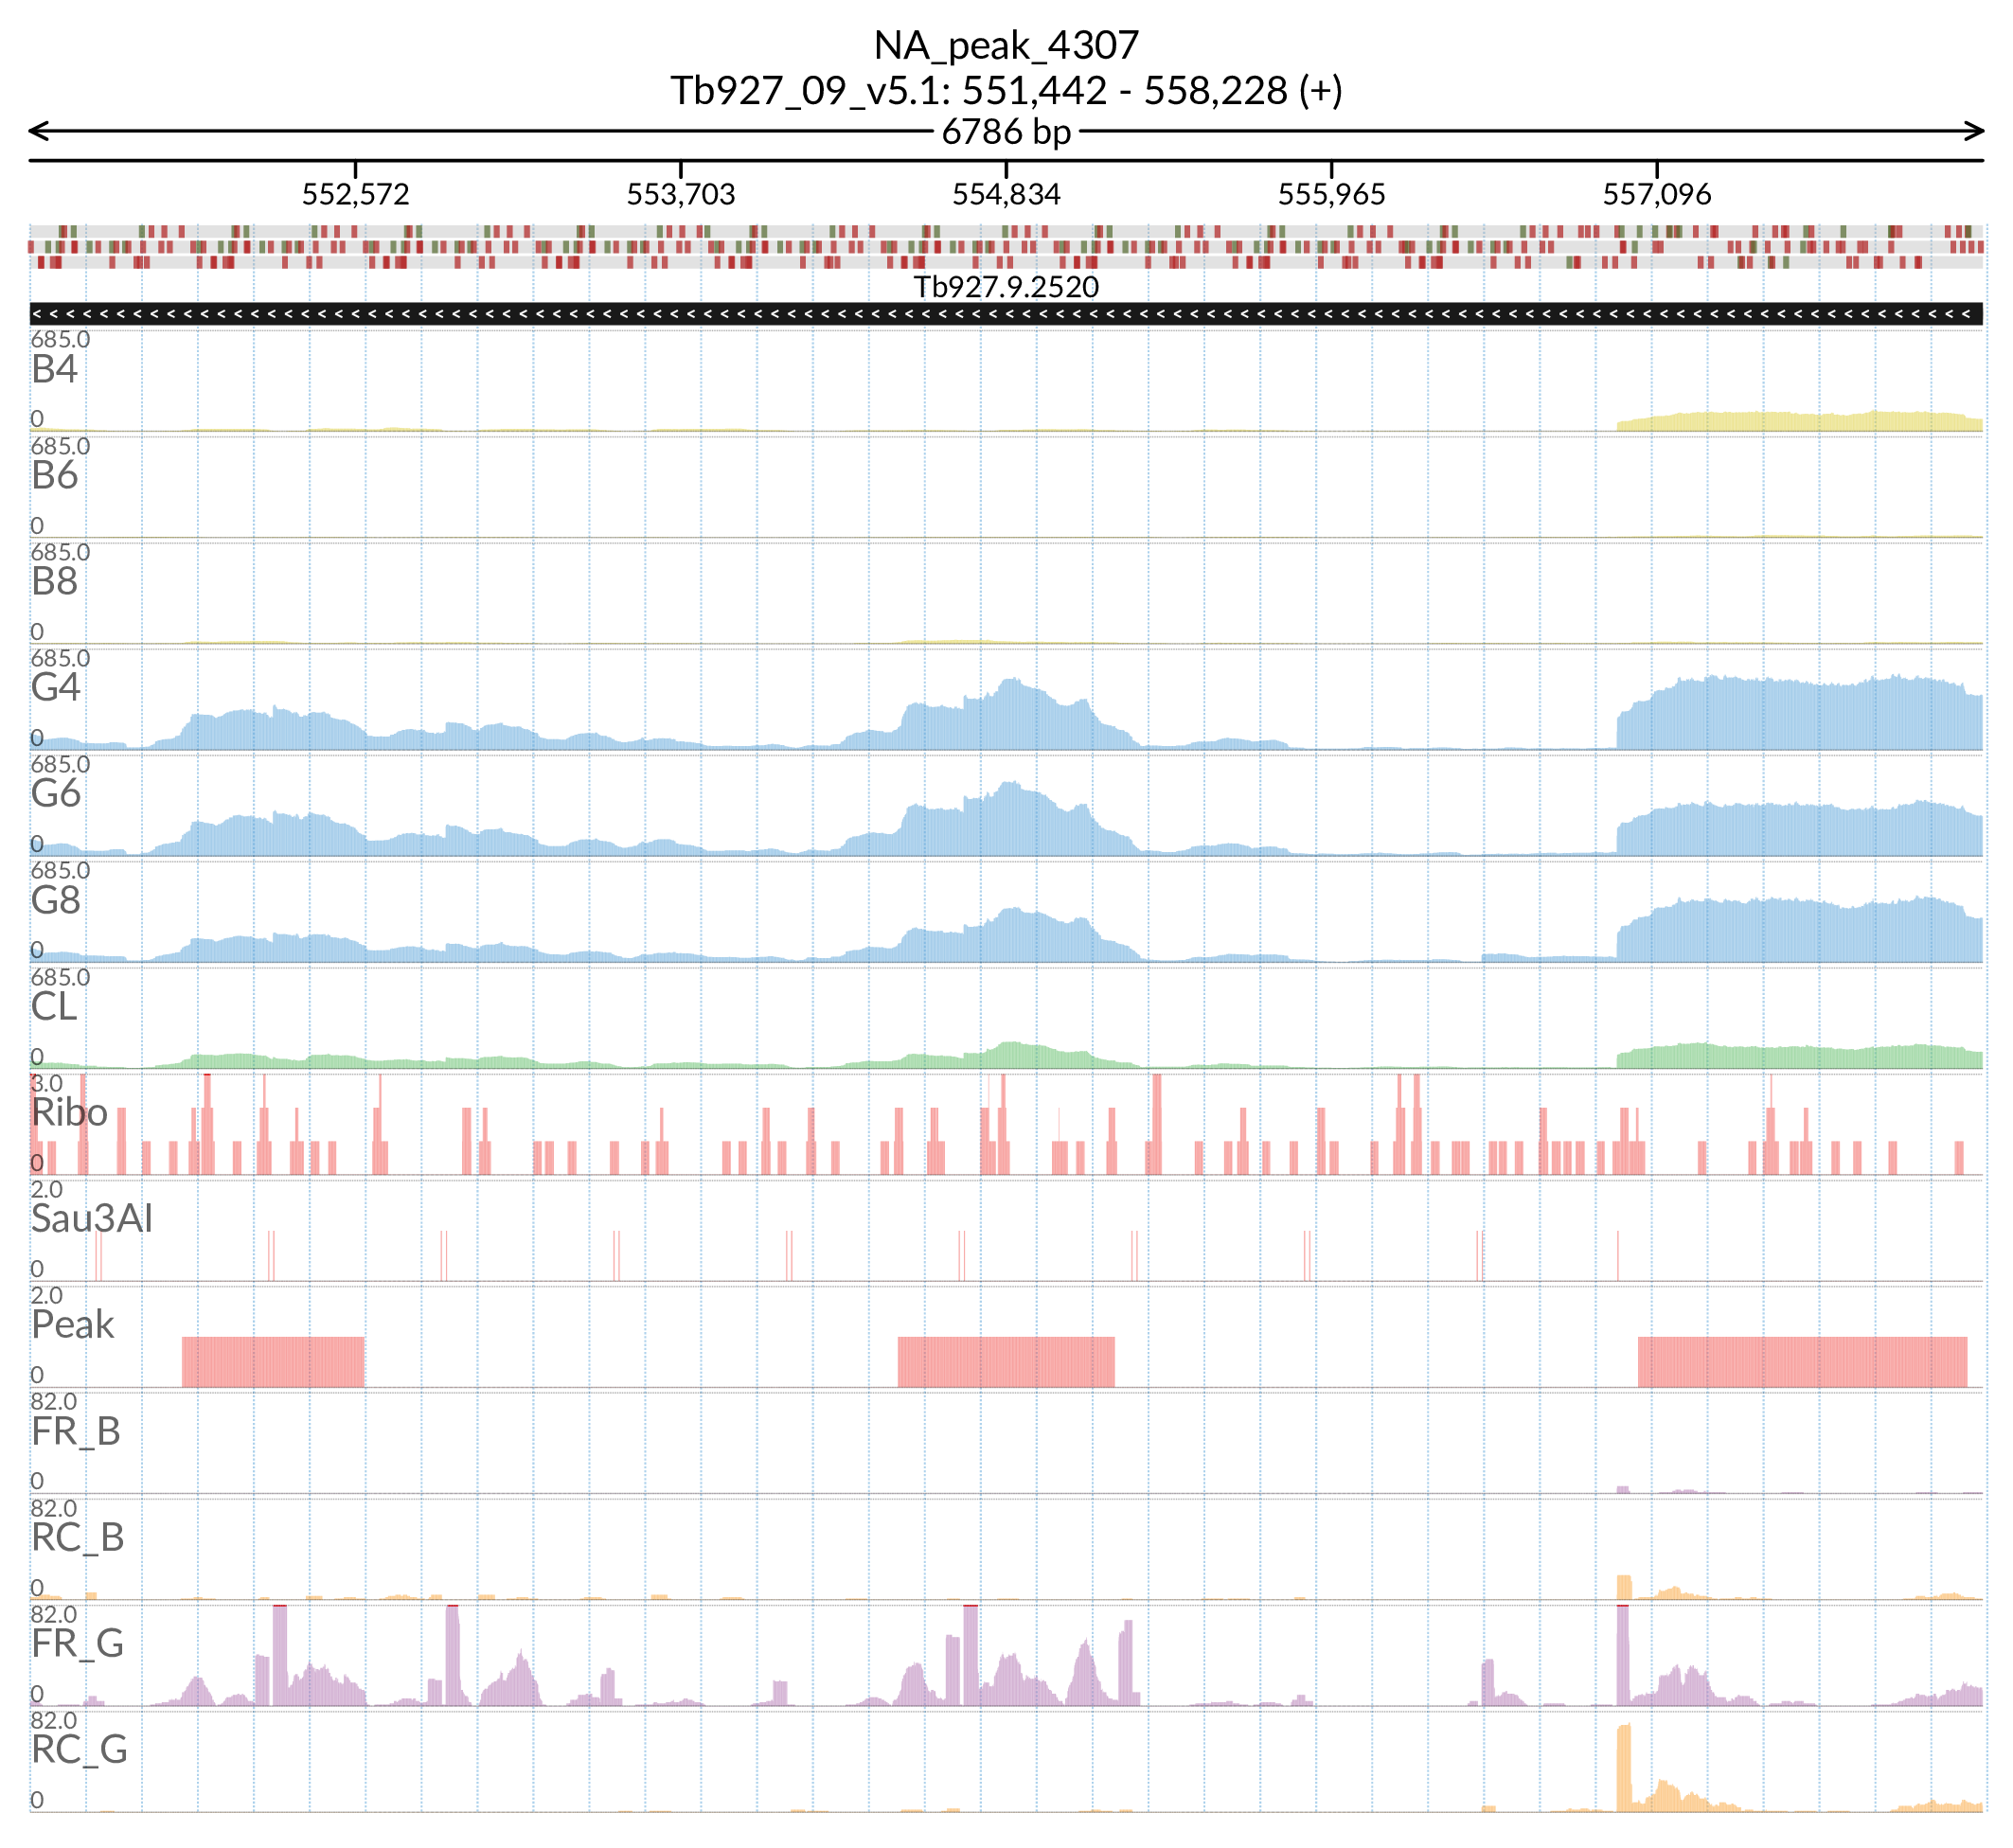 NA_peak_4307
Tb927_09_v5.1: 551,442 - 558,228 (+)
6786 bp
552,572 553,703 554,834 555,965 557,096
Tb927.9.2520
685.0
B4
0
685.0
B6
0
685.0
B8
0
685.0
G4
0
685.0
G6
0
685.0
G8
0
685.0
CL
0
3.0
Ribo
0
2.0
Sau3AI
0
2.0
Peak
0
82.0
FR_B
0
82.0
RC_B
0
82.0
FR_G
0
82.0
RC_G
0